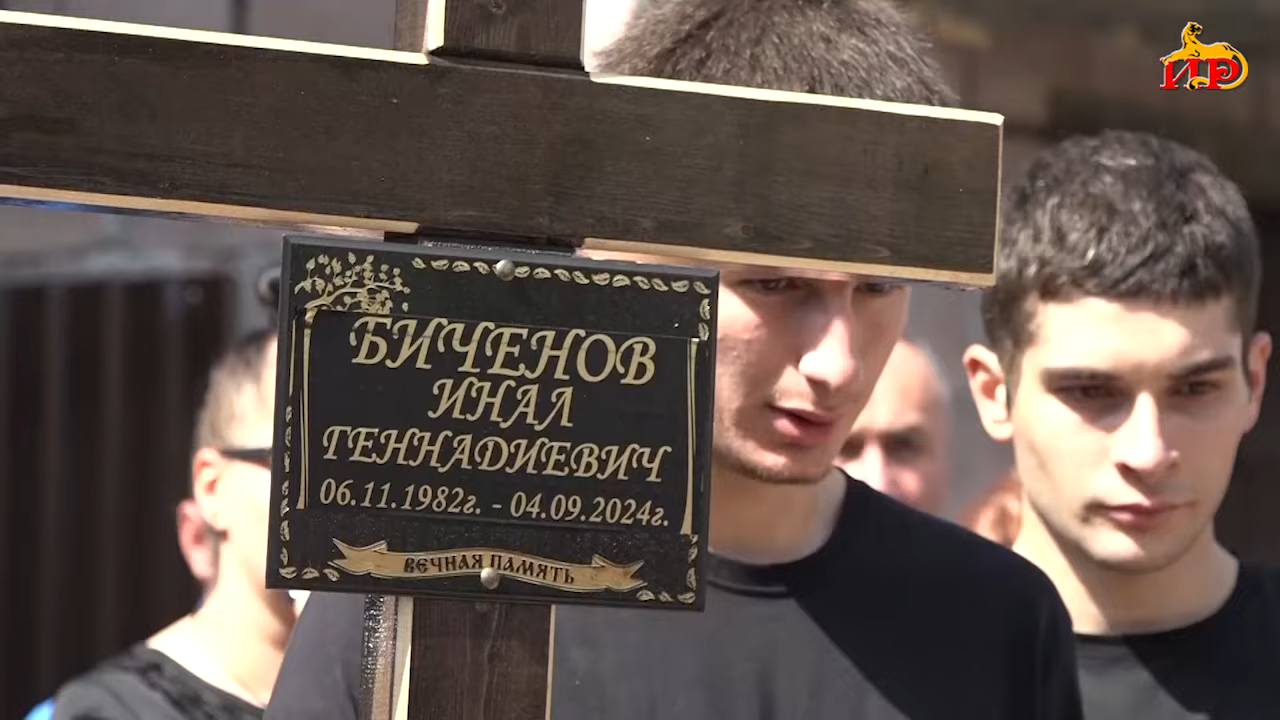 ИР
БИЧЕНОВ
ИНАЛ
ГЕННАДИЕВИЧ
06.11.1982г. - 04.09.2024г.
ВЕЧНАЯ ПАМЯТЬ